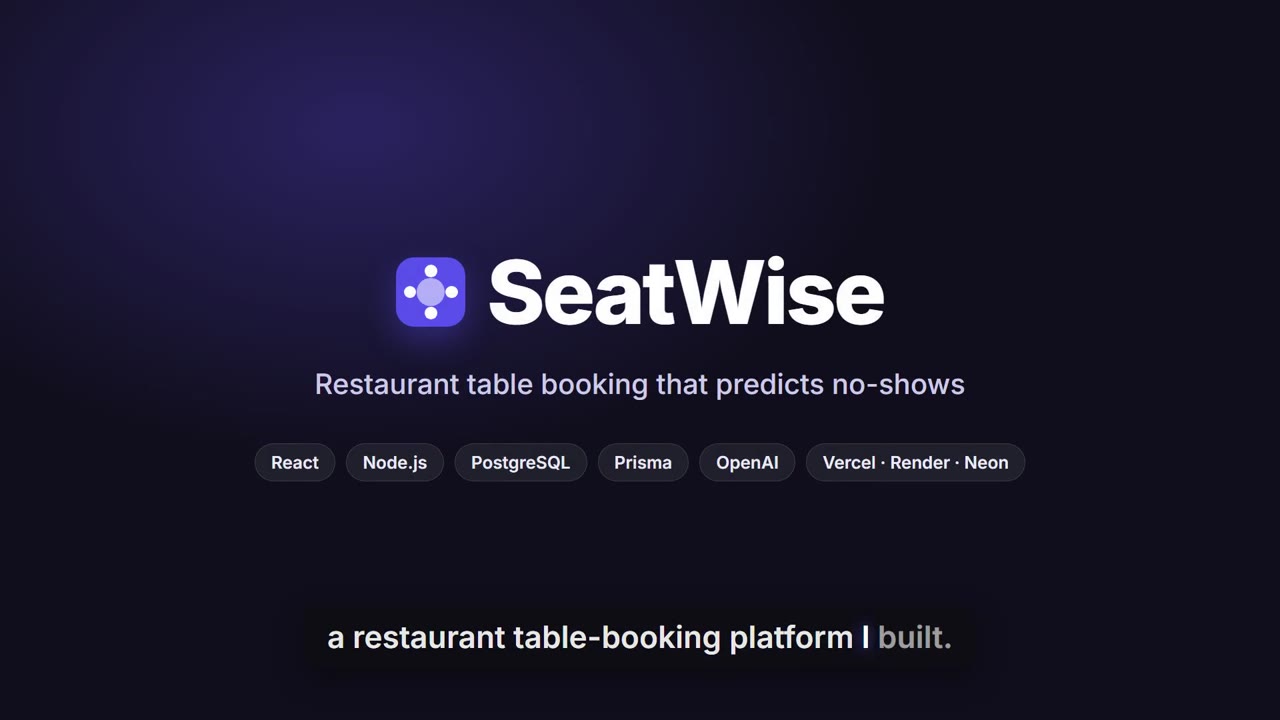 SeatWise
Restaurant table booking that predicts no-shows
React Node.js PostgreSQL Prisma OpenAI Vercel · Render · Neon
a restaurant table-booking platform I built.